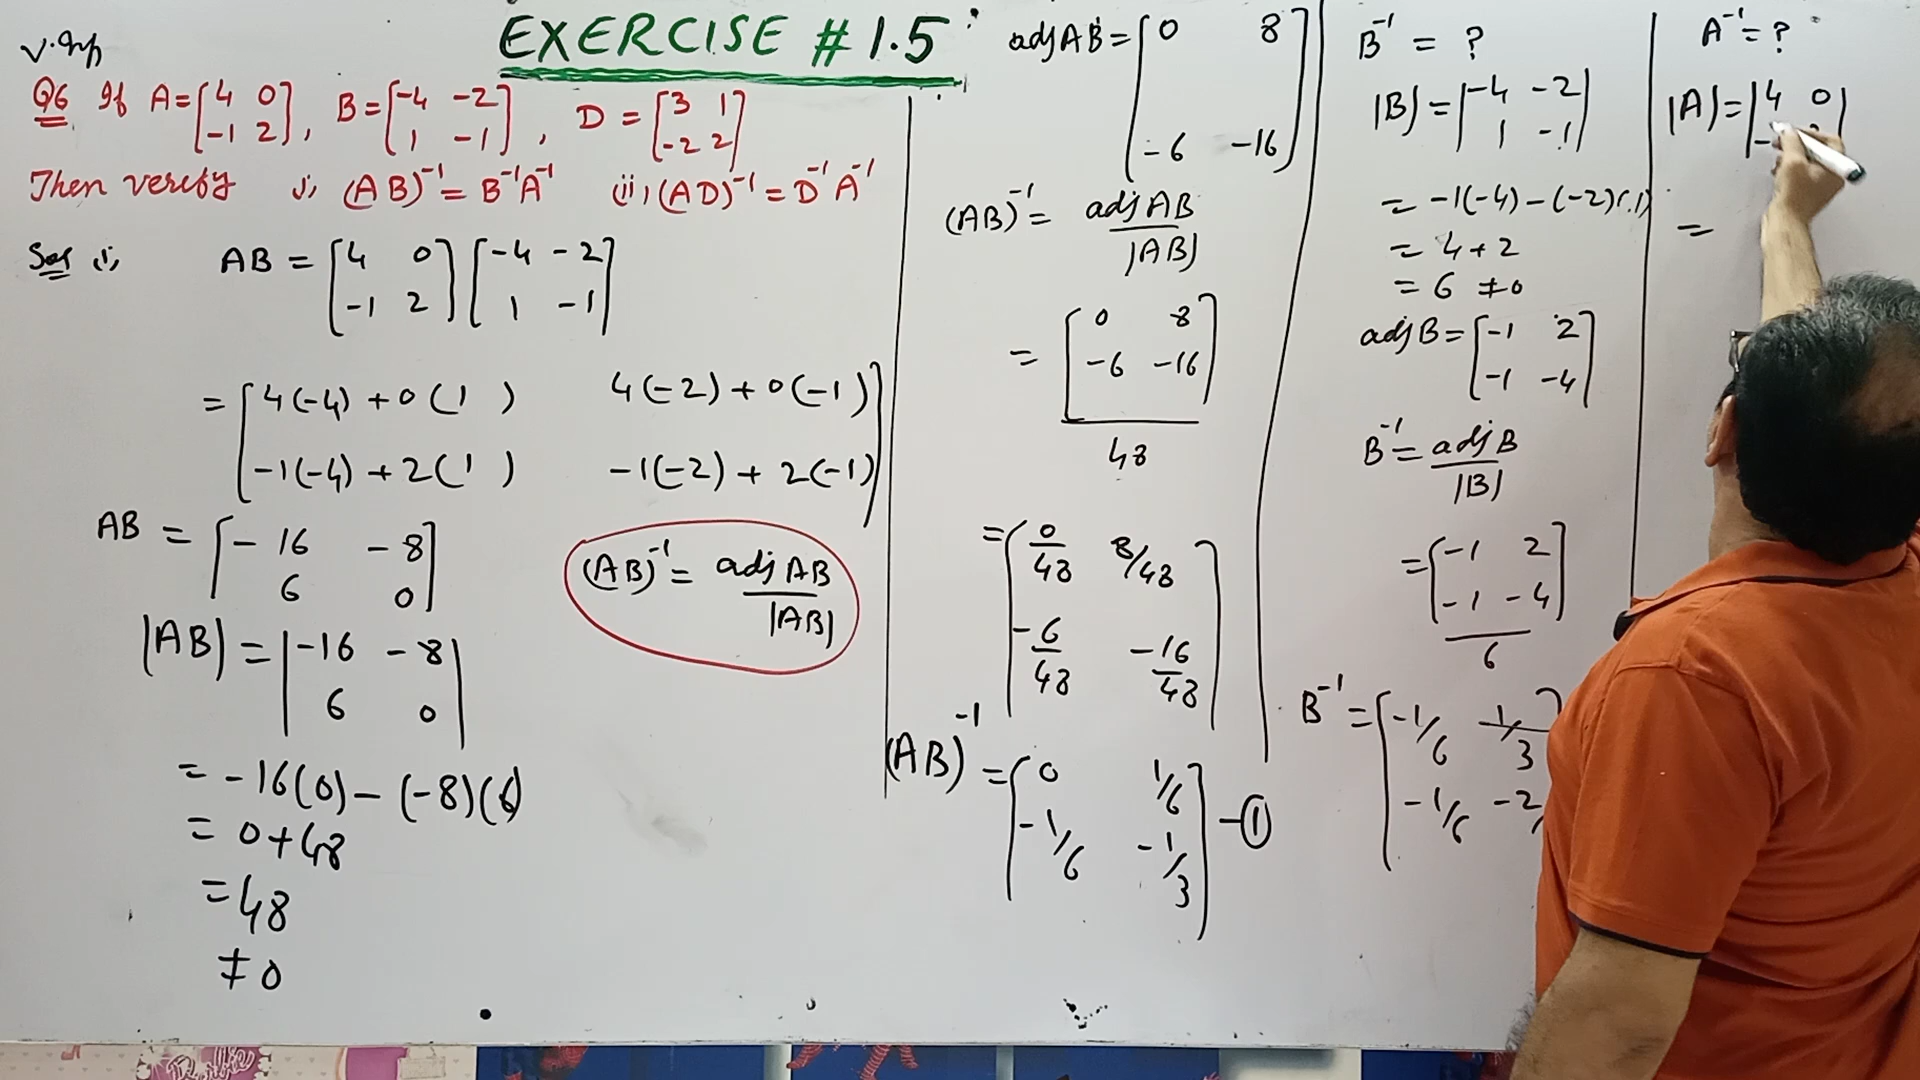 V.Imp
EXERCISE # 1.5
Q6 If A = [4 0 -1 2], B = [-4 -2 1 -1], D = [3 1 -2 2]
Then verify i, (AB)⁻¹ = B⁻¹A⁻¹ (ii) (AD)⁻¹ = D⁻¹A⁻¹
Sol i, AB = [4 0 -1 2] [-4 -2 1 -1]
= [4(-4) + 0(1) 4(-2) + 0(-1)
-1(-4) + 2(1) -1(-2) + 2(-1)]
AB = [-16 -8
6 0]
|AB| = |-16 -8
6 0|
= -16(0) - (-8)(6)
= 0+48
= 48
≠ 0
(AB)⁻¹ = adj AB / |AB|
adj AB = [0 8
-6 -16]
(AB)⁻¹ = adj AB / |AB|
= [0 8
-6 -16]
48
= [0/48 8/48
-6/48 -16/48]
(AB)⁻¹ = [0 1/6
-1/6 -1/3] -①
B⁻¹ = ?
|B| = |-4 -2
1 -1|
= -1(-4) - (-2)(1)
= 4+2
= 6 ≠0
adj B = [-1 2
-1 -4]
B⁻¹ = adj B / |B|
= [-1 2
-1 -4]
6
B⁻¹ = [-1/6 1/3
-1/6 -2/
A⁻¹ = ?
|A| = |4 0
-
=